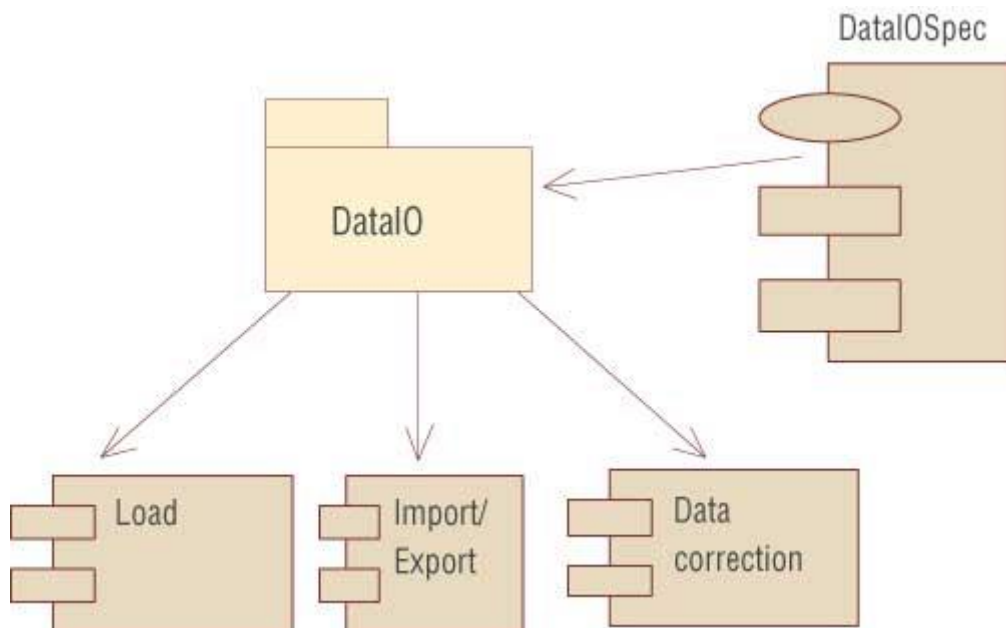 DataIOSpec
DataIO
Load
Import/
Export
Data
correction